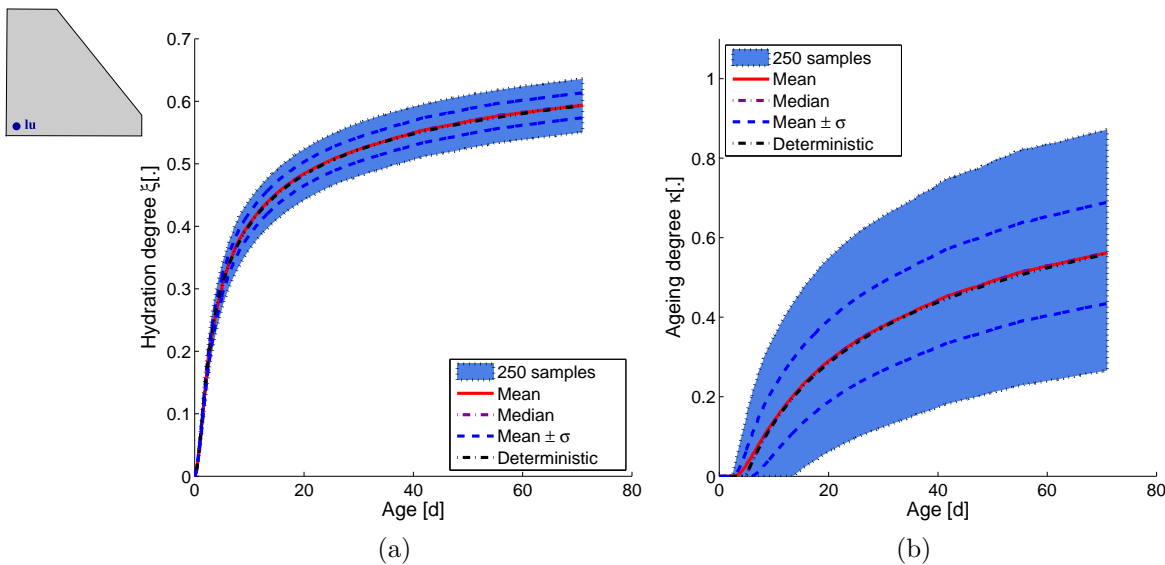 lu
0.7
0.6
0.5
0.4
0.3
0.2
0.1
0
0
20
40
60
80
Hydration degree ξ[.]
Age [d]
250 samples
Mean
Median
Mean ± σ
Deterministic
(a)
1
0.8
0.6
0.4
0.2
0
0
20
40
60
80
Ageing degree κ[.]
Age [d]
250 samples
Mean
Median
Mean ± σ
Deterministic
(b)